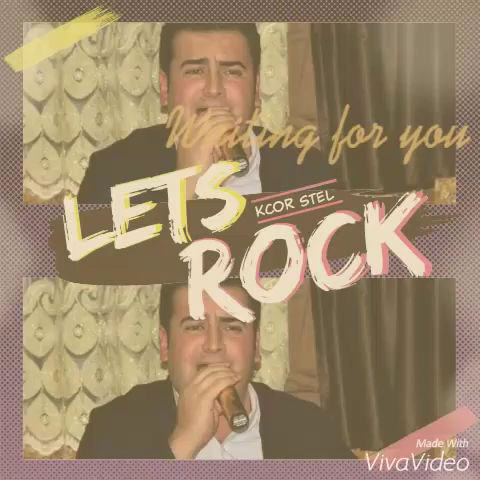 Waiting for you
LETS
KCOR STEL
ROCK
Made With
VivaVideo